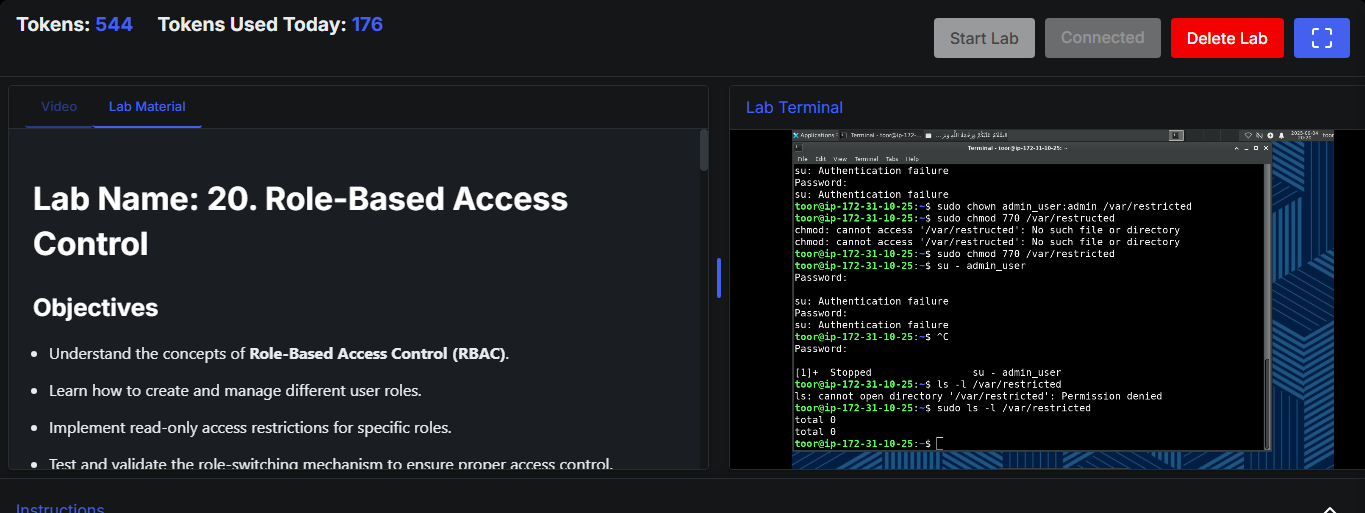 Tokens: 544 Tokens Used Today: 176
Start Lab
Connected
Delete Lab
Video Lab Material
Lab Name: 20. Role-Based Access
Control
Objectives
• Understand the concepts of Role-Based Access Control (RBAC).
• Learn how to create and manage different user roles.
• Implement read-only access restrictions for specific roles.
• Test and validate the role-switching mechanism to ensure proper access control.
Lab Terminal
Applications Terminal - toor@ip-172-...
Terminal - toor@ip-172-31-10-25: ~
File Edit View Terminal Tabs Help
su: Authentication failure
Password:
su: Authentication failure
toor@ip-172-31-10-25:~$ sudo chown admin_user:admin /var/restricted
toor@ip-172-31-10-25:~$ sudo chmod 770 /var/restructed
chmod: cannot access '/var/restructed': No such file or directory
chmod: cannot access '/var/restructed': No such file or directory
toor@ip-172-31-10-25:~$ sudo chmod 770 /var/restricted
toor@ip-172-31-10-25:~$ su - admin_user
Password:
su: Authentication failure
Password:
su: Authentication failure
toor@ip-172-31-10-25:~$ ^C
Password:
[1]+ Stopped su - admin_user
toor@ip-172-31-10-25:~$ ls -l /var/restricted
ls: cannot open directory '/var/restricted': Permission denied
toor@ip-172-31-10-25:~$ sudo ls -l /var/restricted
total 0
total 0
toor@ip-172-31-10-25:~$
Instructions